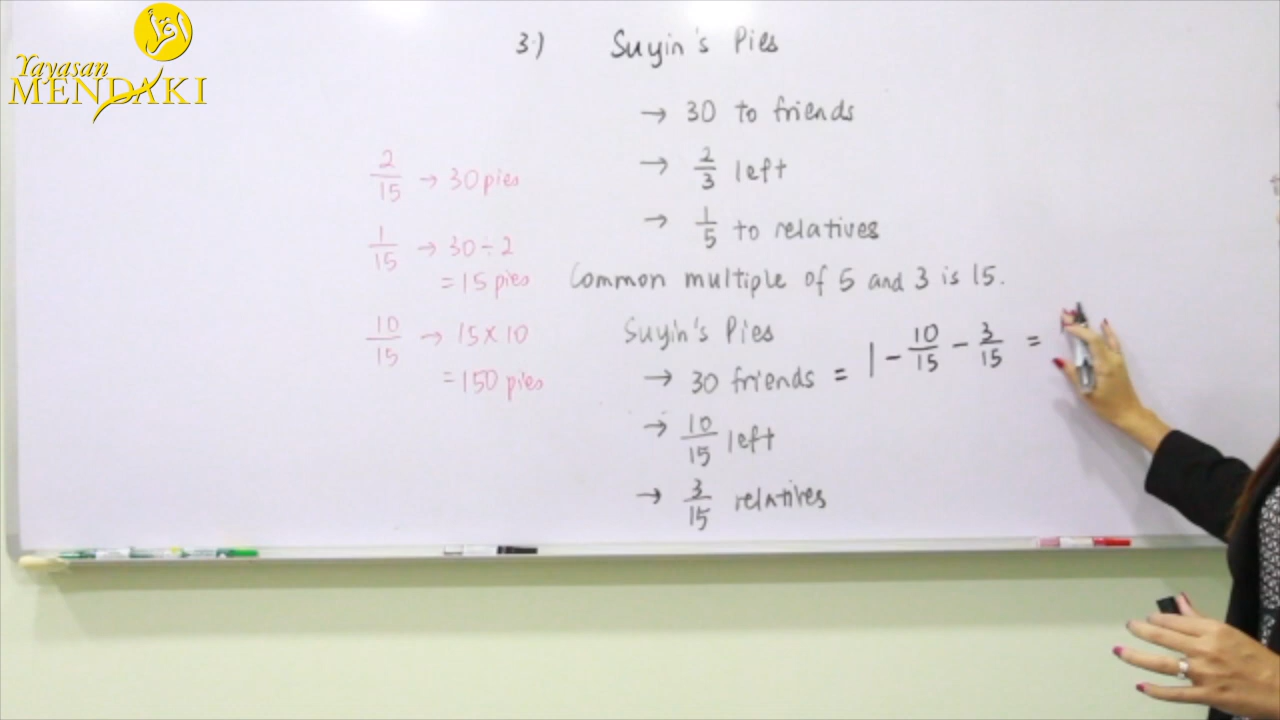 اقرأ
Yayasan
MENDAKI
3.) Suyin's Pies
→ 30 to friends
→ 2/3 left
→ 1/5 to relatives
Common multiple of 5 and 3 is 15.
Suyin's Pies
→ 30 friends = 1 - 10/15 - 3/15 =
→ 10/15 left
→ 3/15 relatives
2/15 → 30 pies
1/15 → 30 ÷ 2
= 15 pies
10/15 → 15 × 10
= 150 pies